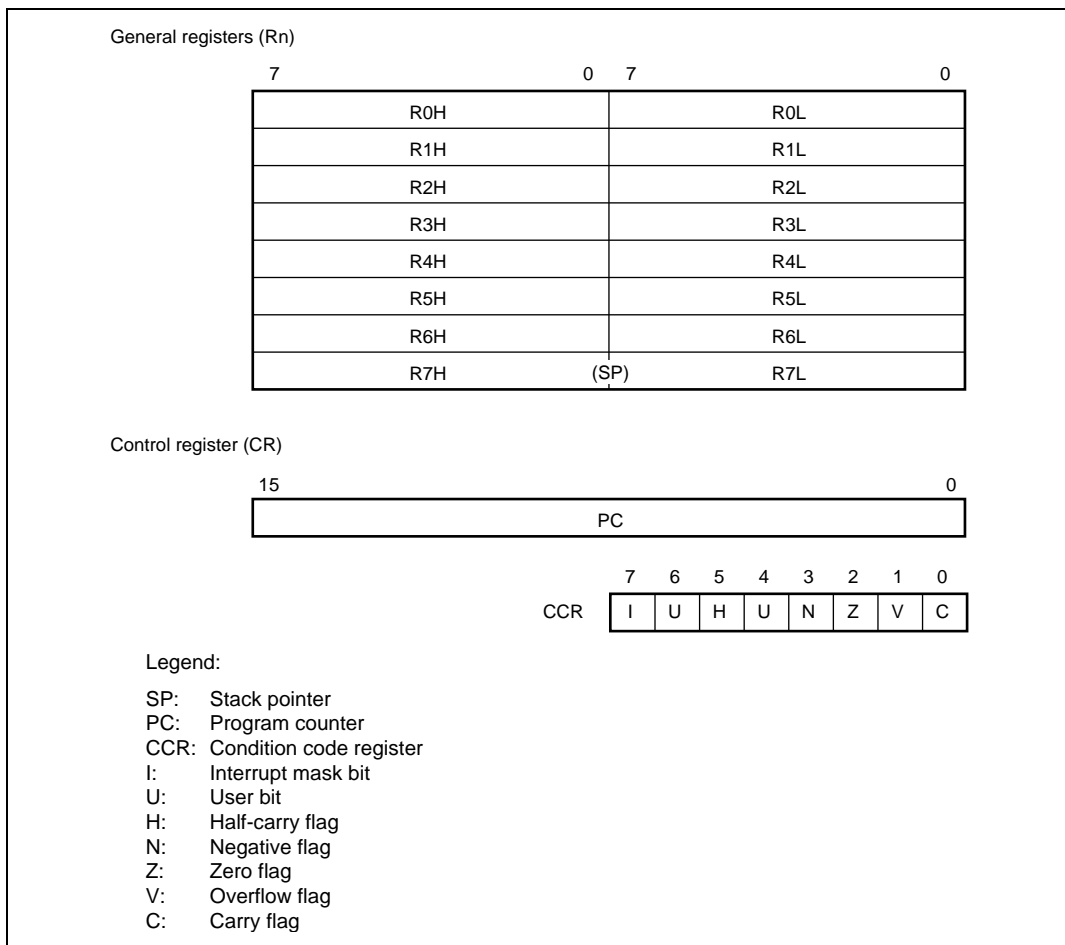 General registers (Rn)
7 0 7 0
R0H R0L
R1H R1L
R2H R2L
R3H R3L
R4H R4L
R5H R5L
R6H R6L
R7H (SP) R7L
Control register (CR)
15 0
PC
7 6 5 4 3 2 1 0
CCR I U H U N Z V C
Legend:
SP: Stack pointer
PC: Program counter
CCR: Condition code register
I: Interrupt mask bit
U: User bit
H: Half-carry flag
N: Negative flag
Z: Zero flag
V: Overflow flag
C: Carry flag